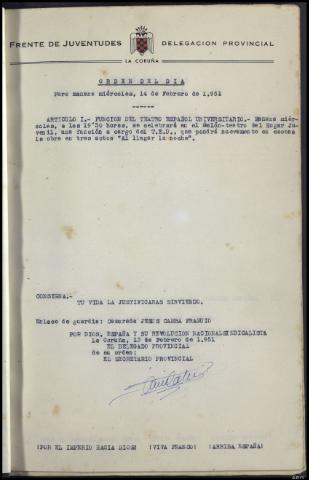 FRENTE DE JUVENTUDES DELEGACION PROVINCIAL
LA CORUÑA
ORDEN DEL DIA
Para manana miércoles, 14 de Febrero de 1,951
------
ARTICULO I.- FUNCION DEL TEATRO ESPAÑOL UNIVERSITARIO.- Manana miér-
coles, a las 19'30 horas, se celebrará en el Salón-teatro del Hogar Ju-
venil, una función a cargo del T.E.U., que pondrá nuevamente en escena
la obra en tres actos "Al llegar la noche".
CONSIGNA.-
TU VIDA LA JUSTIFICARAS SIRVIENDO.
Enlace de guardia: Camarada JESUS CAMBA
POR DIOS, ESPAÑA Y SU REVOLUCION NACIONALSINDICALISTA
la Coruña, 13 de Febrero de 1,951
EL DELEGADO PROVINCIAL
de su orden:
EL SECRETARIO PROVINCIAL
¡POR EL IMPERIO HACIA DIOS! ¡VIVA FRANCO! ¡ARRIBA ESPAÑA!